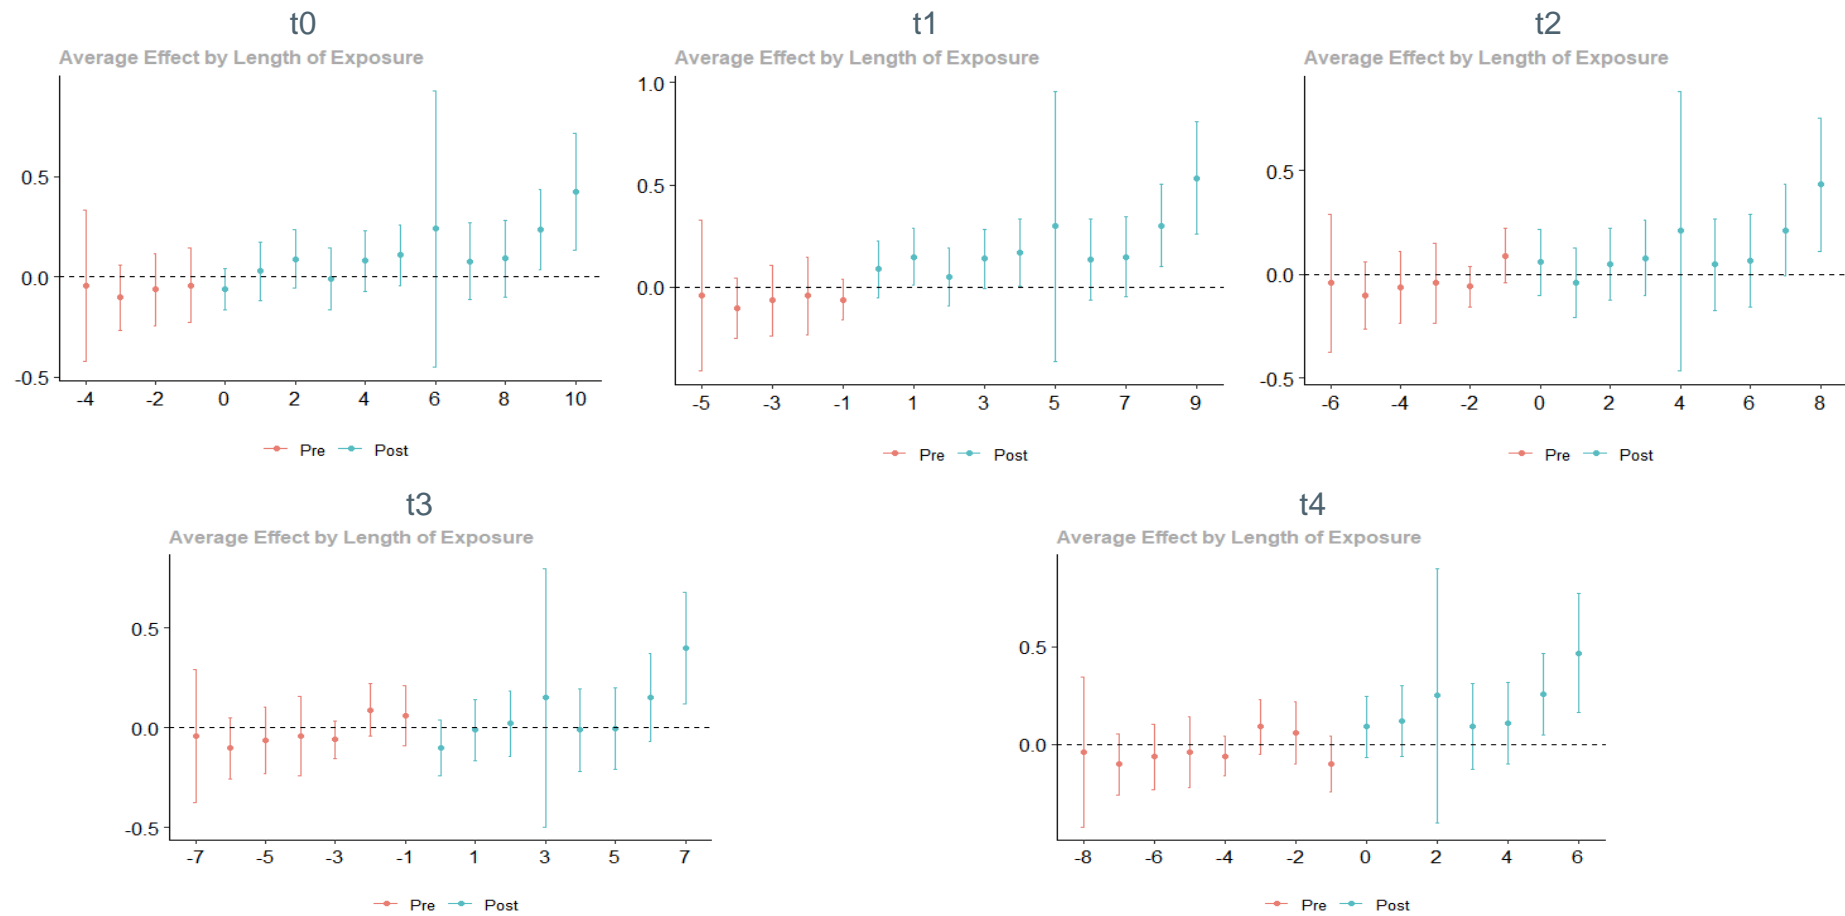 t0
Average Effect by Length of Exposure
0.5
0.0
-0.5
-4 -2 0 2 4 6 8 10
Pre Post
t1
Average Effect by Length of Exposure
1.0
0.5
0.0
-5 -3 -1 1 3 5 7 9
Pre Post
t2
Average Effect by Length of Exposure
0.5
0.0
-0.5
-6 -4 -2 0 2 4 6 8
Pre Post
t3
Average Effect by Length of Exposure
0.5
0.0
-0.5
-7 -5 -3 -1 1 3 5 7
Pre Post
t4
Average Effect by Length of Exposure
0.5
0.0
-8 -6 -4 -2 0 2 4 6
Pre Post